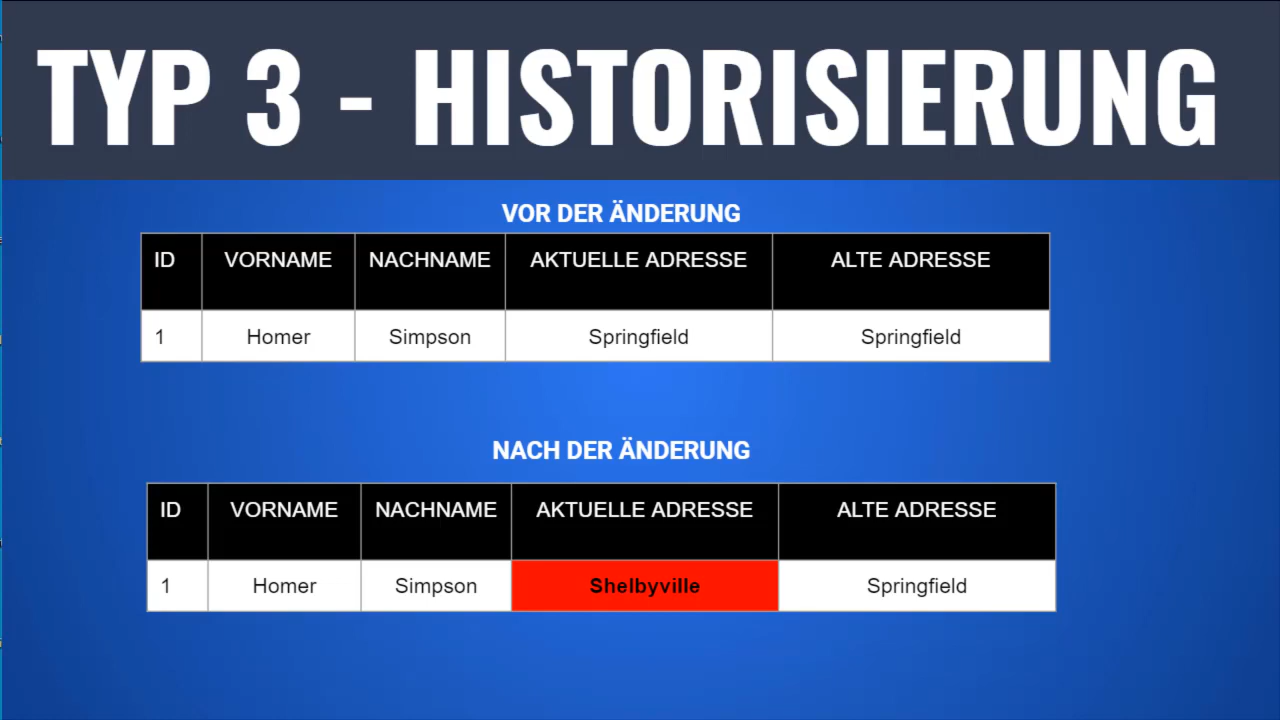 TYP 3 - HISTORISIERUNG
VOR DER ÄNDERUNG
ID VORNAME NACHNAME AKTUELLE ADRESSE ALTE ADRESSE
1 Homer Simpson Springfield Springfield
NACH DER ÄNDERUNG
ID VORNAME NACHNAME AKTUELLE ADRESSE ALTE ADRESSE
1 Homer Simpson Shelbyville Springfield